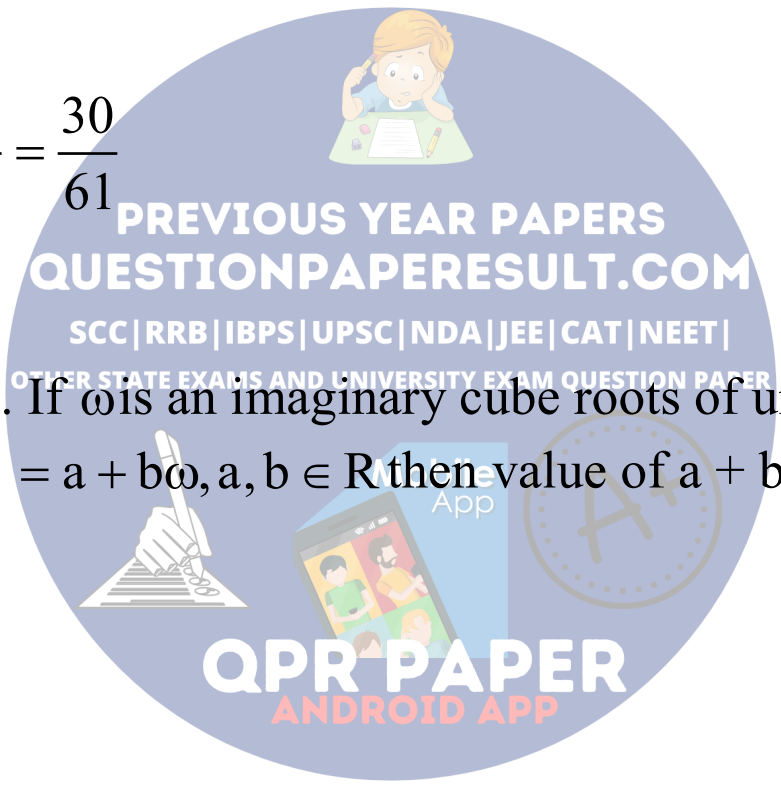 = 30/61
PREVIOUS YEAR PAPERS
QUESTIONPAPERESULT.COM
SCC|RRB|IBPS|UPSC|NDA|JEE|CAT|NEET|
OTHER STATE EXAMS AND UNIVERSITY EXAM QUESTION PAPER
. If ω is an imaginary cube roots of u
= a + bω, a, b ∈ R then value of a + b
Mobile
App
A+
QPR PAPER
ANDROID APP